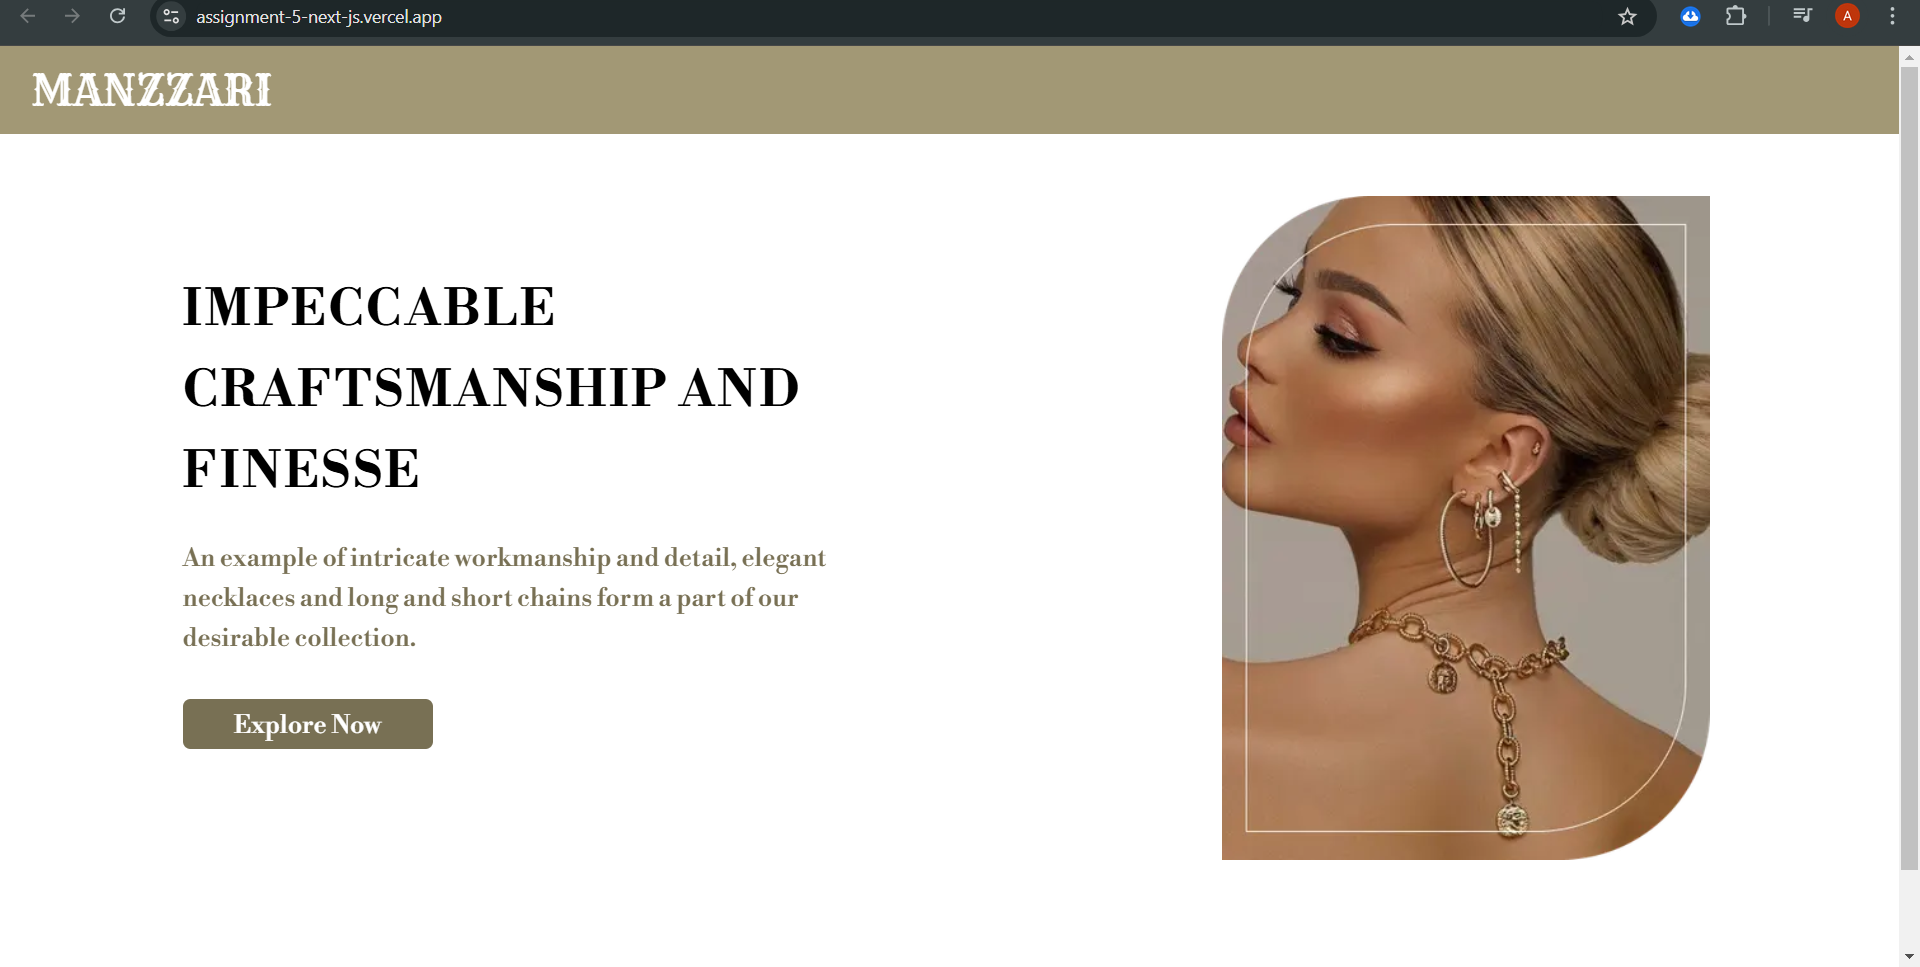 assignment-5-next-js.vercel.app
A
MANZZARI
IMPECCABLE
CRAFTSMANSHIP AND
FINESSE
An example of intricate workmanship and detail, elegant
necklaces and long and short chains form a part of our
desirable collection.
Explore Now